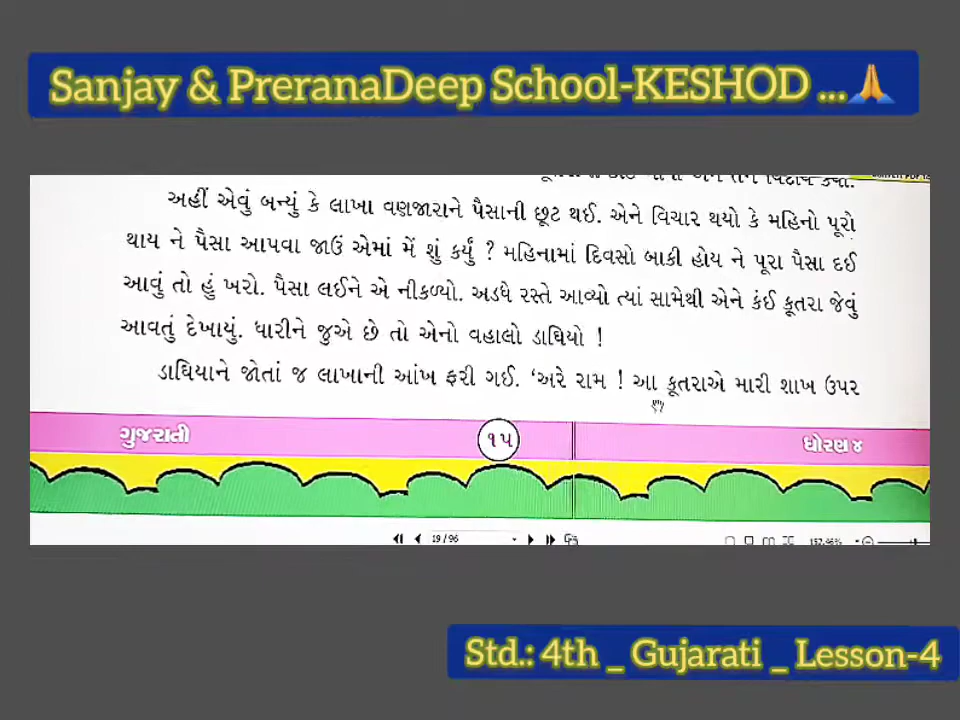 Sanjay & PreranaDeep School-KESHOD ...🙏
અહીં એવું બન્યું કે લાખા વણજારાને પૈસાની છૂટ થઈ. એને વિચાર થયો કે મહિનો પૂરો
થાય ને પૈસા આપવા જાઉં એમાં મેં શું કર્યું ? મહિનામાં દિવસો બાકી હોય ને પૂરા પૈસા દઈ
આવું તો હું ખરો. પૈસા લઈને એ નીકળ્યો. અડધે રસ્તે આવ્યો ત્યાં સામેથી એને કંઈ કૂતરા જેવું
આવતું દેખાયું. ધારીને જુએ છે તો એનો વહાલો ડાઘિયો !
ડાઘિયાને જોતાં જ લાખાની આંખ ફરી ગઈ. ‘અરે રામ ! આ કૂતરાએ મારી શાખ ઉપર
ગુજરાતી ૧૫ ધોરણ ૪
19 / 96 157.46%
Std.: 4th _ Gujarati _ Lesson-4